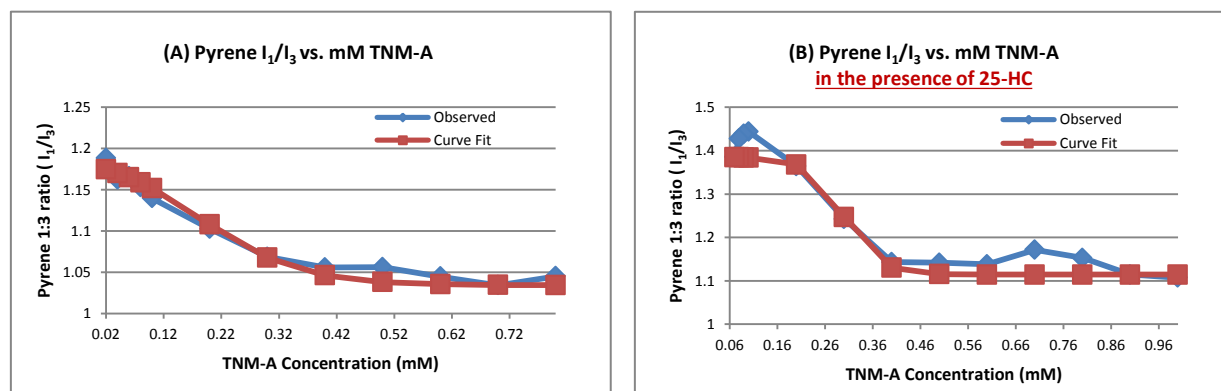 (A) Pyrene I₁/I₃ vs. mM TNM-A
Pyrene 1:3 ratio ( I₁/I₃)
1.25
1.2
1.15
1.1
1.05
1
Observed
Curve Fit
0.02 0.12 0.22 0.32 0.42 0.52 0.62 0.72
TNM-A Concentration (mM)
(B) Pyrene I₁/I₃ vs. mM TNM-A
in the presence of 25-HC
Pyrene 1:3 ratio ( I₁/I₃)
1.5
1.4
1.3
1.2
1.1
1
Observed
Curve Fit
0.06 0.16 0.26 0.36 0.46 0.56 0.66 0.76 0.86 0.96
TNM-A Concentration (mM)